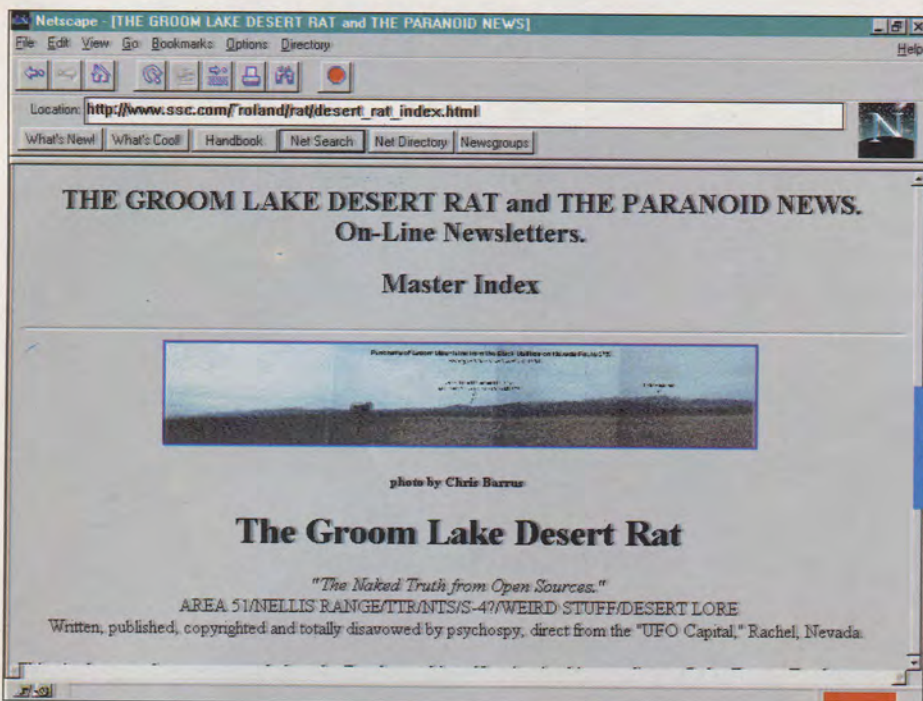 Netscape - [THE GROOM LAKE DESERT RAT and THE PARANOID NEWS]
File Edit View Go Bookmarks Options Directory Help
Location: http://www.ssc.com/~roland/rat/desert_rat_index.html
What's New! What's Cool! Handbook Net Search Net Directory Newsgroups
N
THE GROOM LAKE DESERT RAT and THE PARANOID NEWS.
On-Line Newsletters.
Master Index
photo by Chris Barrus
The Groom Lake Desert Rat
"The Naked Truth from Open Sources."
AREA 51/NELLIS RANGE/TTR/NTS/S-4?/WEIRD STUFF/DESERT LORE
Written, published, copyrighted and totally disavowed by psychospy, direct from the "UFO Capital," Rachel, Nevada.